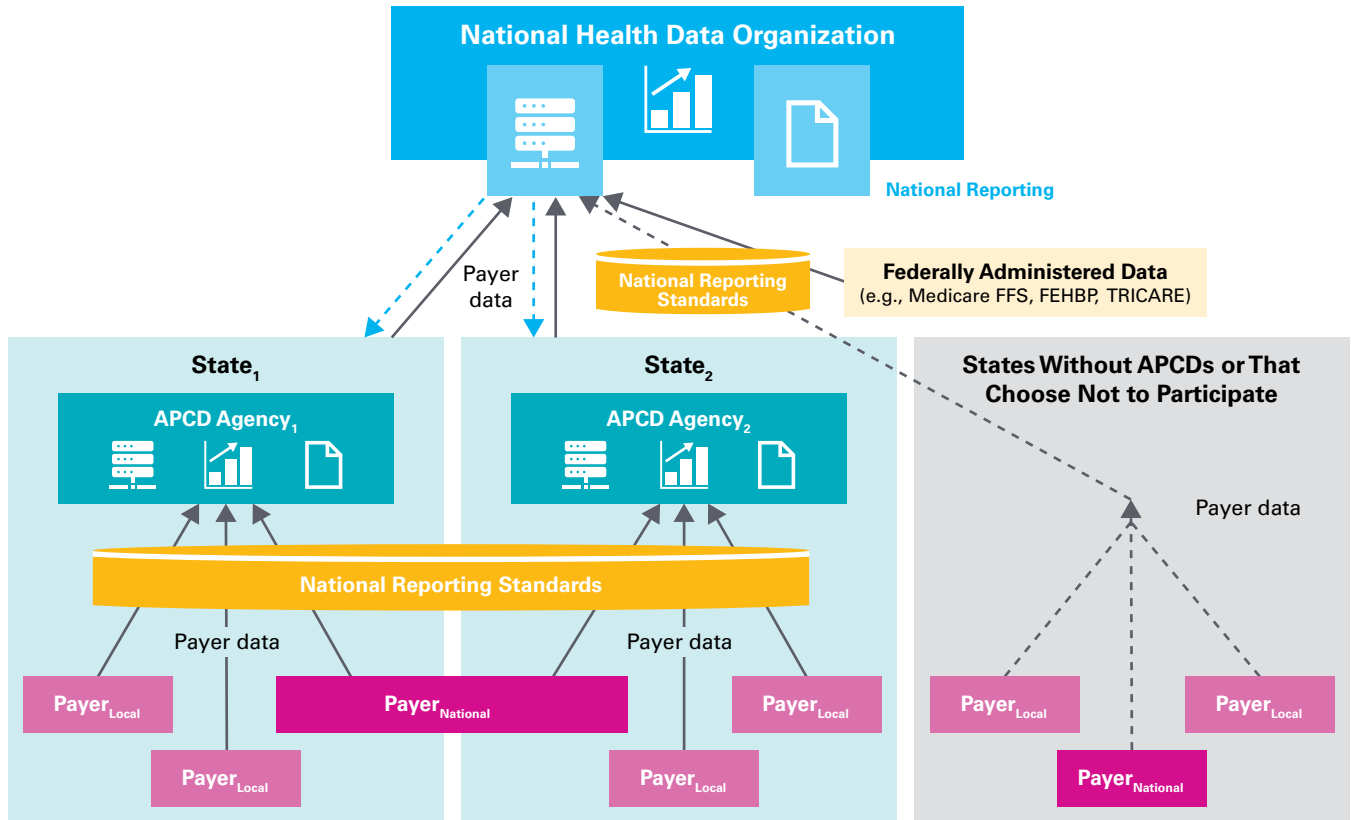 National Health Data Organization
National Reporting
Payer
data
National Reporting
Standards
Federally Administered Data
(e.g., Medicare FFS, FEHBP, TRICARE)
State1
APCD Agency1
State2
APCD Agency2
States Without APCDs or That
Choose Not to Participate
Payer data
National Reporting Standards
Payer data
Payer data
PayerLocal
PayerNational
PayerLocal
PayerLocal
PayerLocal
PayerLocal
PayerLocal
PayerNational